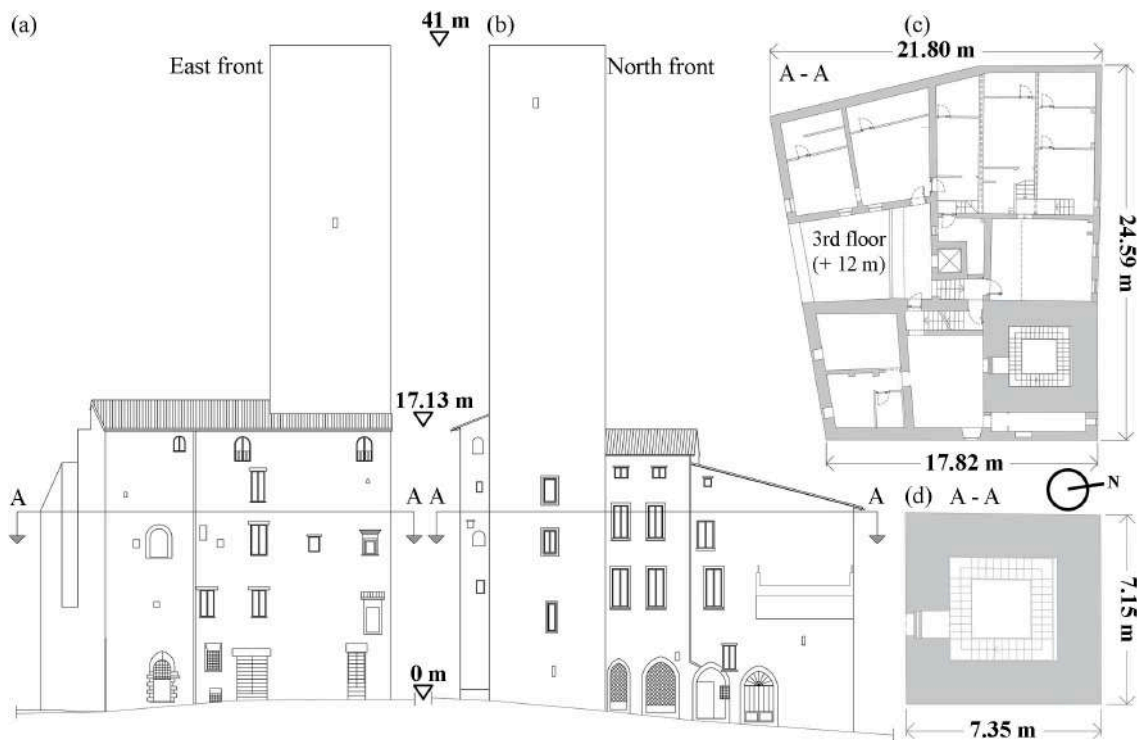 (a)
41 m
(b)
(c)
East front
North front
21.80 m
A - A
3rd floor
(+ 12 m)
24.59 m
17.13 m
A
A
A
17.82 m
N
(d)
A - A
0 m
7.15 m
7.35 m